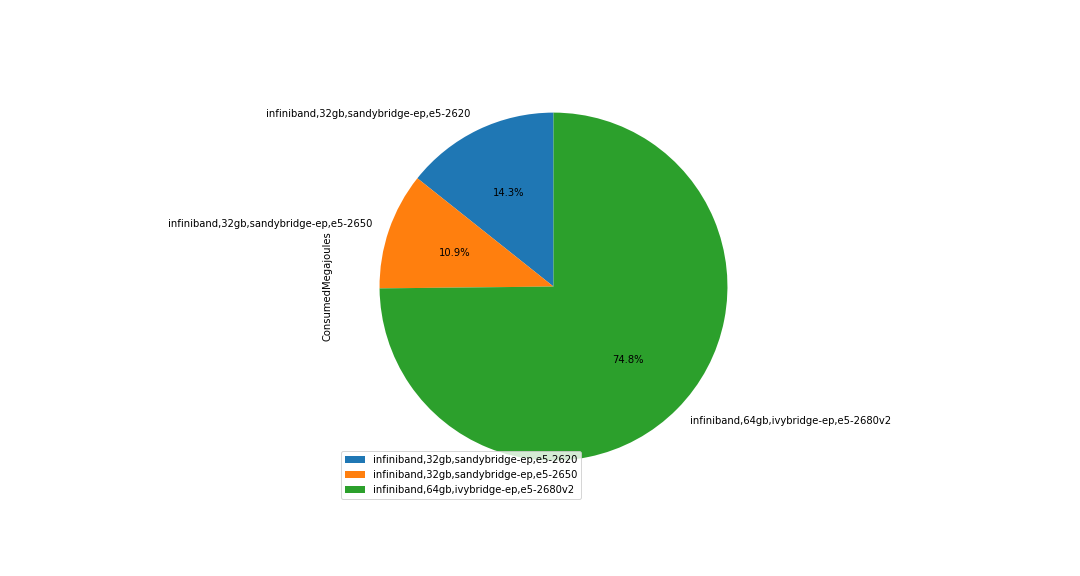 infiniband,32gb,sandybridge-ep,e5-2620
14.3%
infiniband,32gb,sandybridge-ep,e5-2650
10.9%
ConsumedMegajoules
74.8%
infiniband,64gb,ivybridge-ep,e5-2680v2
infiniband,32gb,sandybridge-ep,e5-2620
infiniband,32gb,sandybridge-ep,e5-2650
infiniband,64gb,ivybridge-ep,e5-2680v2